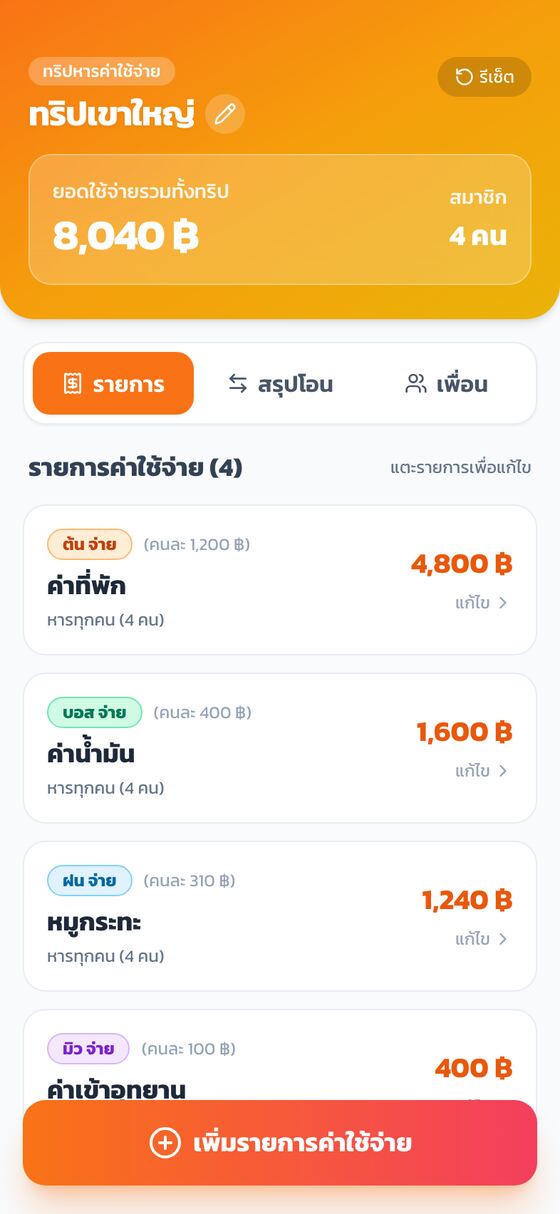 ทริปหารค่าใช้จ่าย
รีเซ็ต
ทริปเขาใหญ่
ยอดใช้จ่ายรวมทั้งทริป
8,040 ฿
สมาชิก
4 คน
รายการ
สรุปโอน
เพื่อน
รายการค่าใช้จ่าย (4)
แตะรายการเพื่อแก้ไข
ต้น จ่าย (คนละ 1,200 ฿)
ค่าที่พัก
หารทุกคน (4 คน)
4,800 ฿
แก้ไข
บอส จ่าย (คนละ 400 ฿)
ค่าน้ำมัน
หารทุกคน (4 คน)
1,600 ฿
แก้ไข
ฝน จ่าย (คนละ 310 ฿)
หมูกระทะ
หารทุกคน (4 คน)
1,240 ฿
แก้ไข
มิว จ่าย (คนละ 100 ฿)
ค่าเข้าอุทยาน
400 ฿
เพิ่มรายการค่าใช้จ่าย